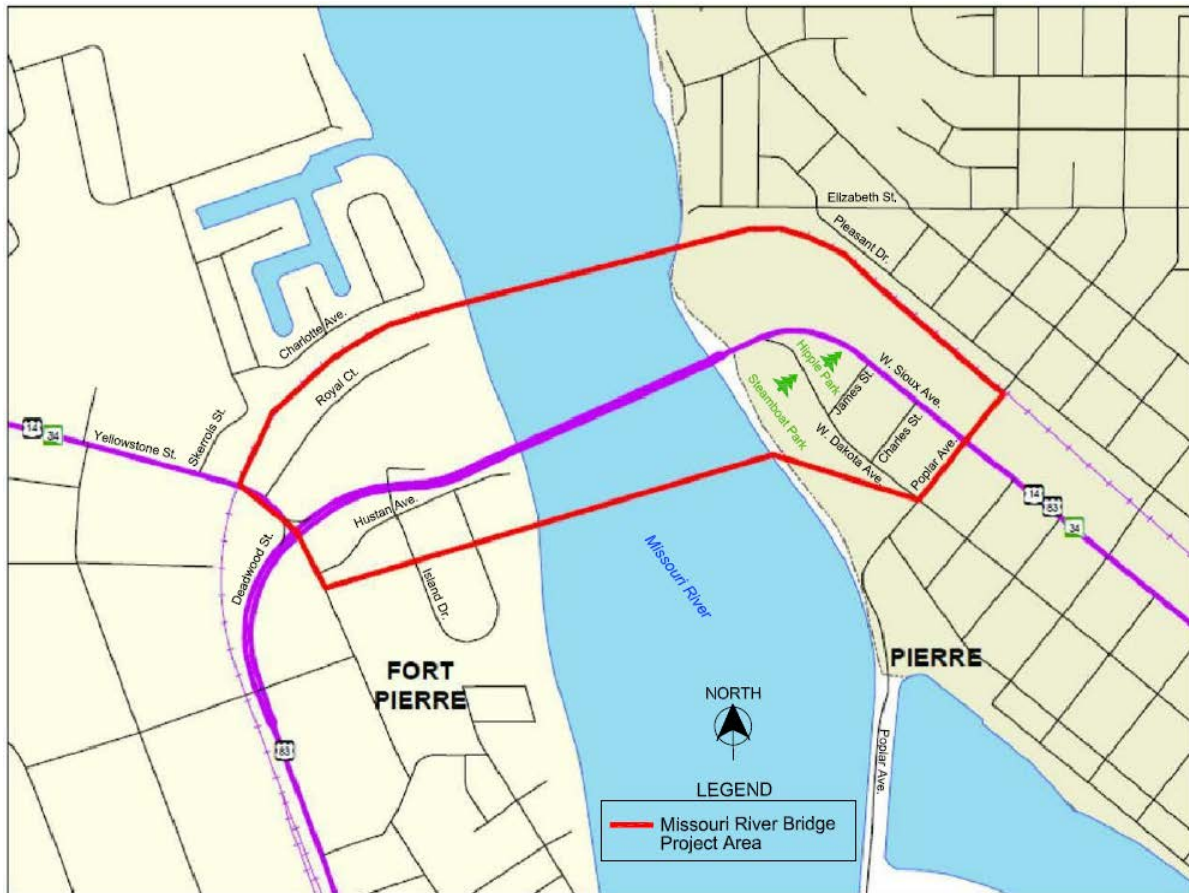 Elizabeth St.
Pleasant Dr.
Charlotte Ave.
Royal Ct.
Hipple Park
W. Sioux Ave.
James St.
Steamboat Park
Charles St.
W. Dakota Ave.
Poplar Ave.
14
34
Yellowstone St.
Skerrols St.
Hustan Ave.
Deadwood St.
Island Dr.
14
83
34
Missouri River
FORT
PIERRE
PIERRE
NORTH
83
Poplar Ave.
LEGEND
Missouri River Bridge
Project Area